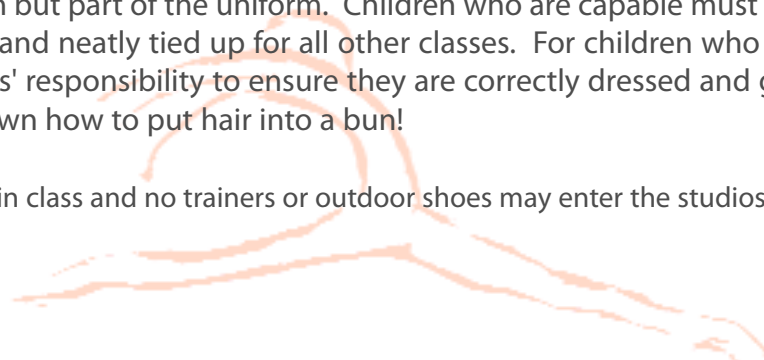 but part of the uniform. Children who are capable must
and neatly tied up for all other classes. For children who
s' responsibility to ensure they are correctly dressed and
wn how to put hair into a bun!
in class and no trainers or outdoor shoes may enter the studios